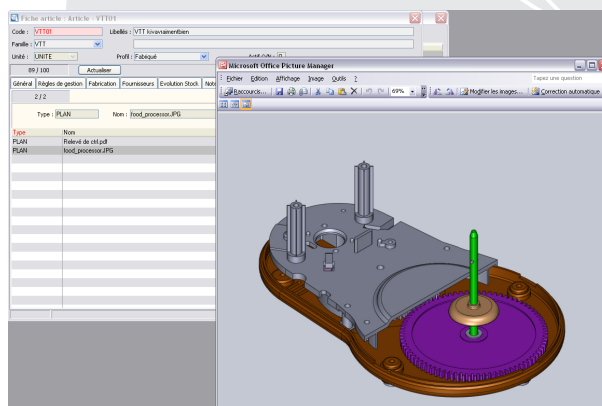 Fiche article : Article - VTT01
Code : VTT01 Libellés : VTT kivavraimentbien
Famille : VTT
Unité : UNITE Profil : Fabriqué Actif O/N : O
89 / 100 Actualiser
Général Règles de gestion Fabrication Fournisseurs Evolution Stock Note
2 / 2
Type : PLAN Nom : food_processor.JPG
Type Nom
PLAN Relevé de ctrl.pdf
PLAN food_processor.JPG
Microsoft Office Picture Manager
Fichier Edition Affichage Image Outils ? Tapez une question
Raccourcis... 69% Modifier les images... Correction automatique